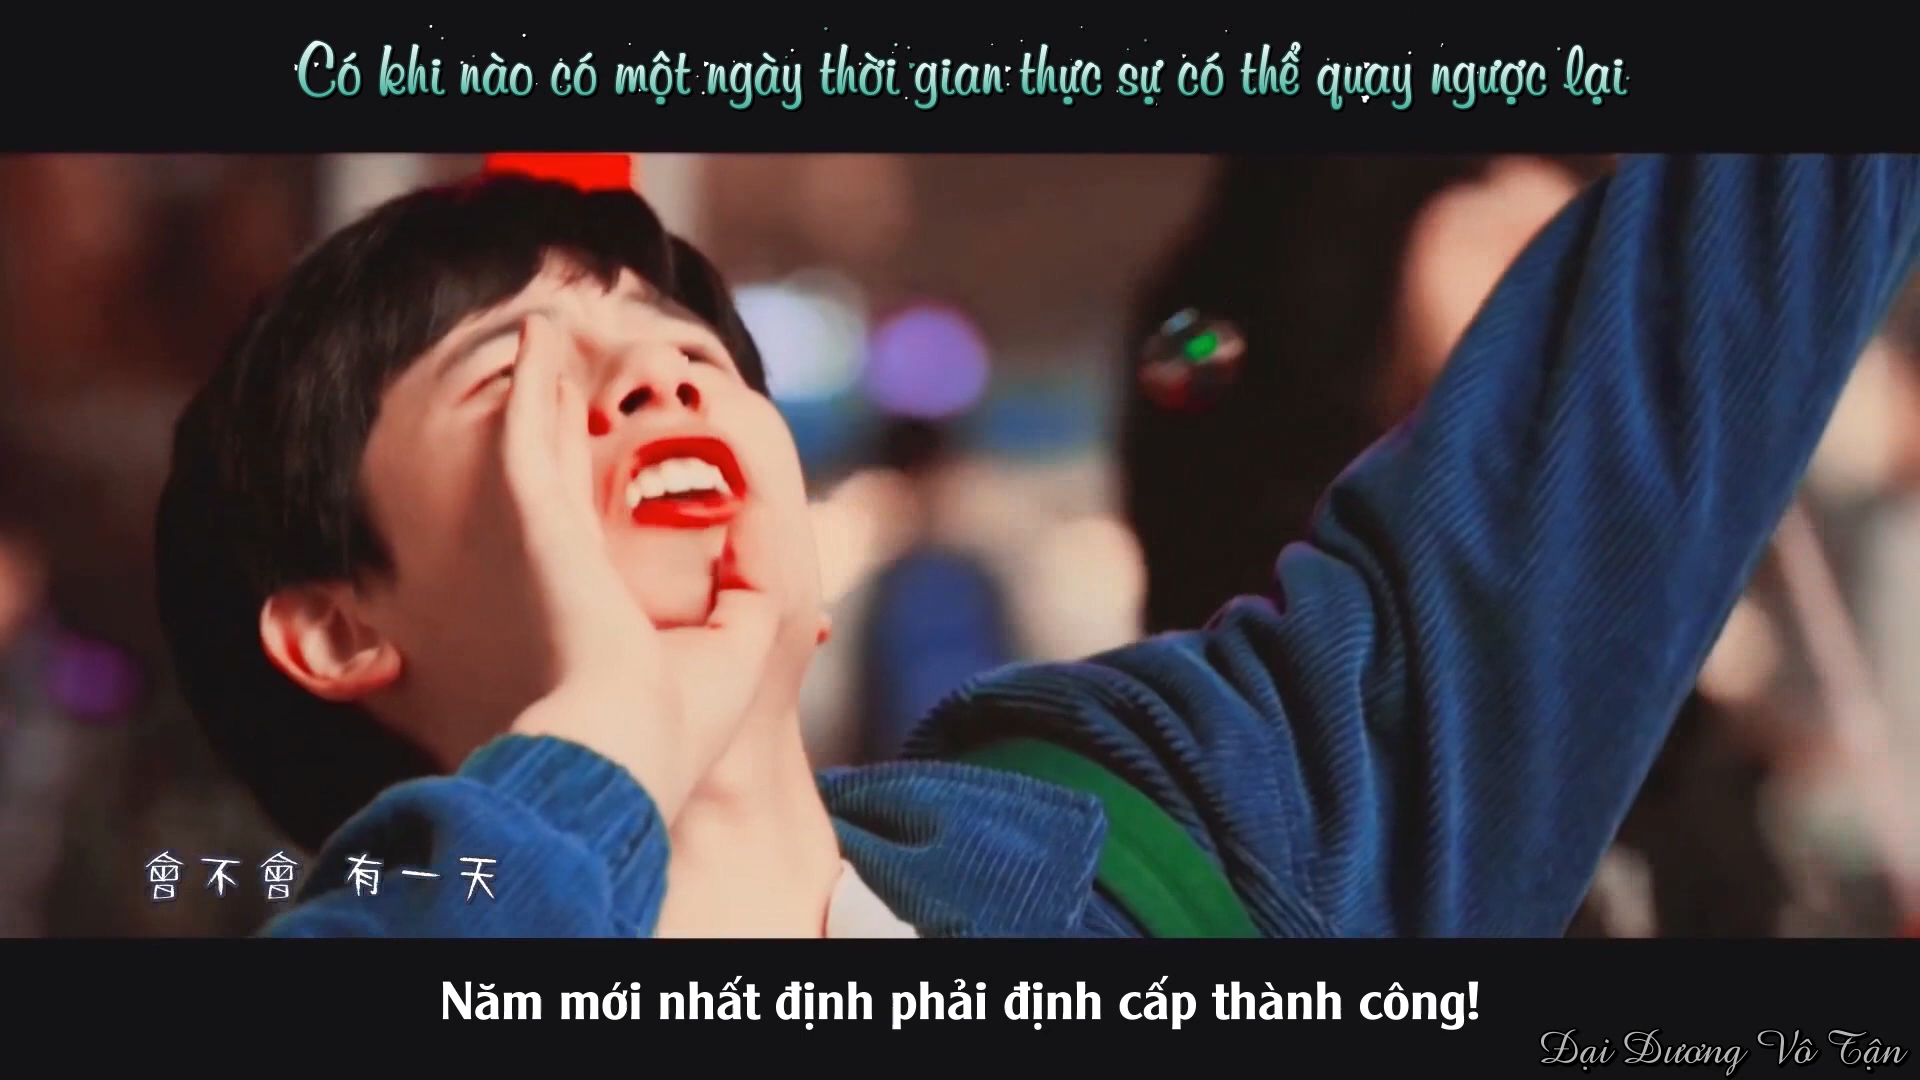 Có khi nào có một ngày thời gian thực sự có thể quay ngược lại
會不會 有一天
Năm mới nhất định phải định cấp thành công!
Đại Dương Vô Tận